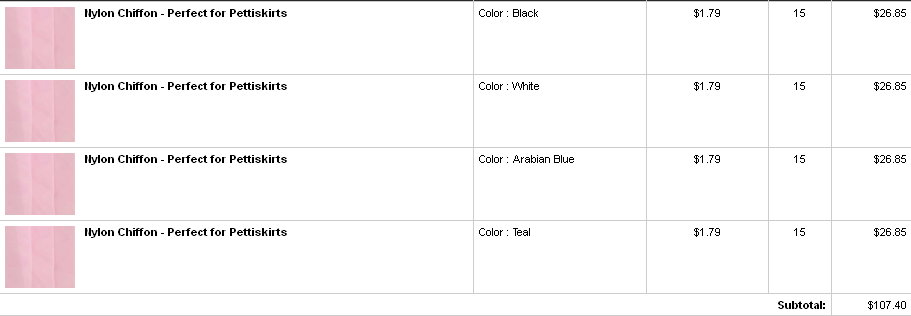 Nylon Chiffon - Perfect for Pettiskirts Color : Black $1.79 15 $26.85
Nylon Chiffon - Perfect for Pettiskirts Color : White $1.79 15 $26.85
Nylon Chiffon - Perfect for Pettiskirts Color : Arabian Blue $1.79 15 $26.85
Nylon Chiffon - Perfect for Pettiskirts Color : Teal $1.79 15 $26.85
Subtotal: $107.40